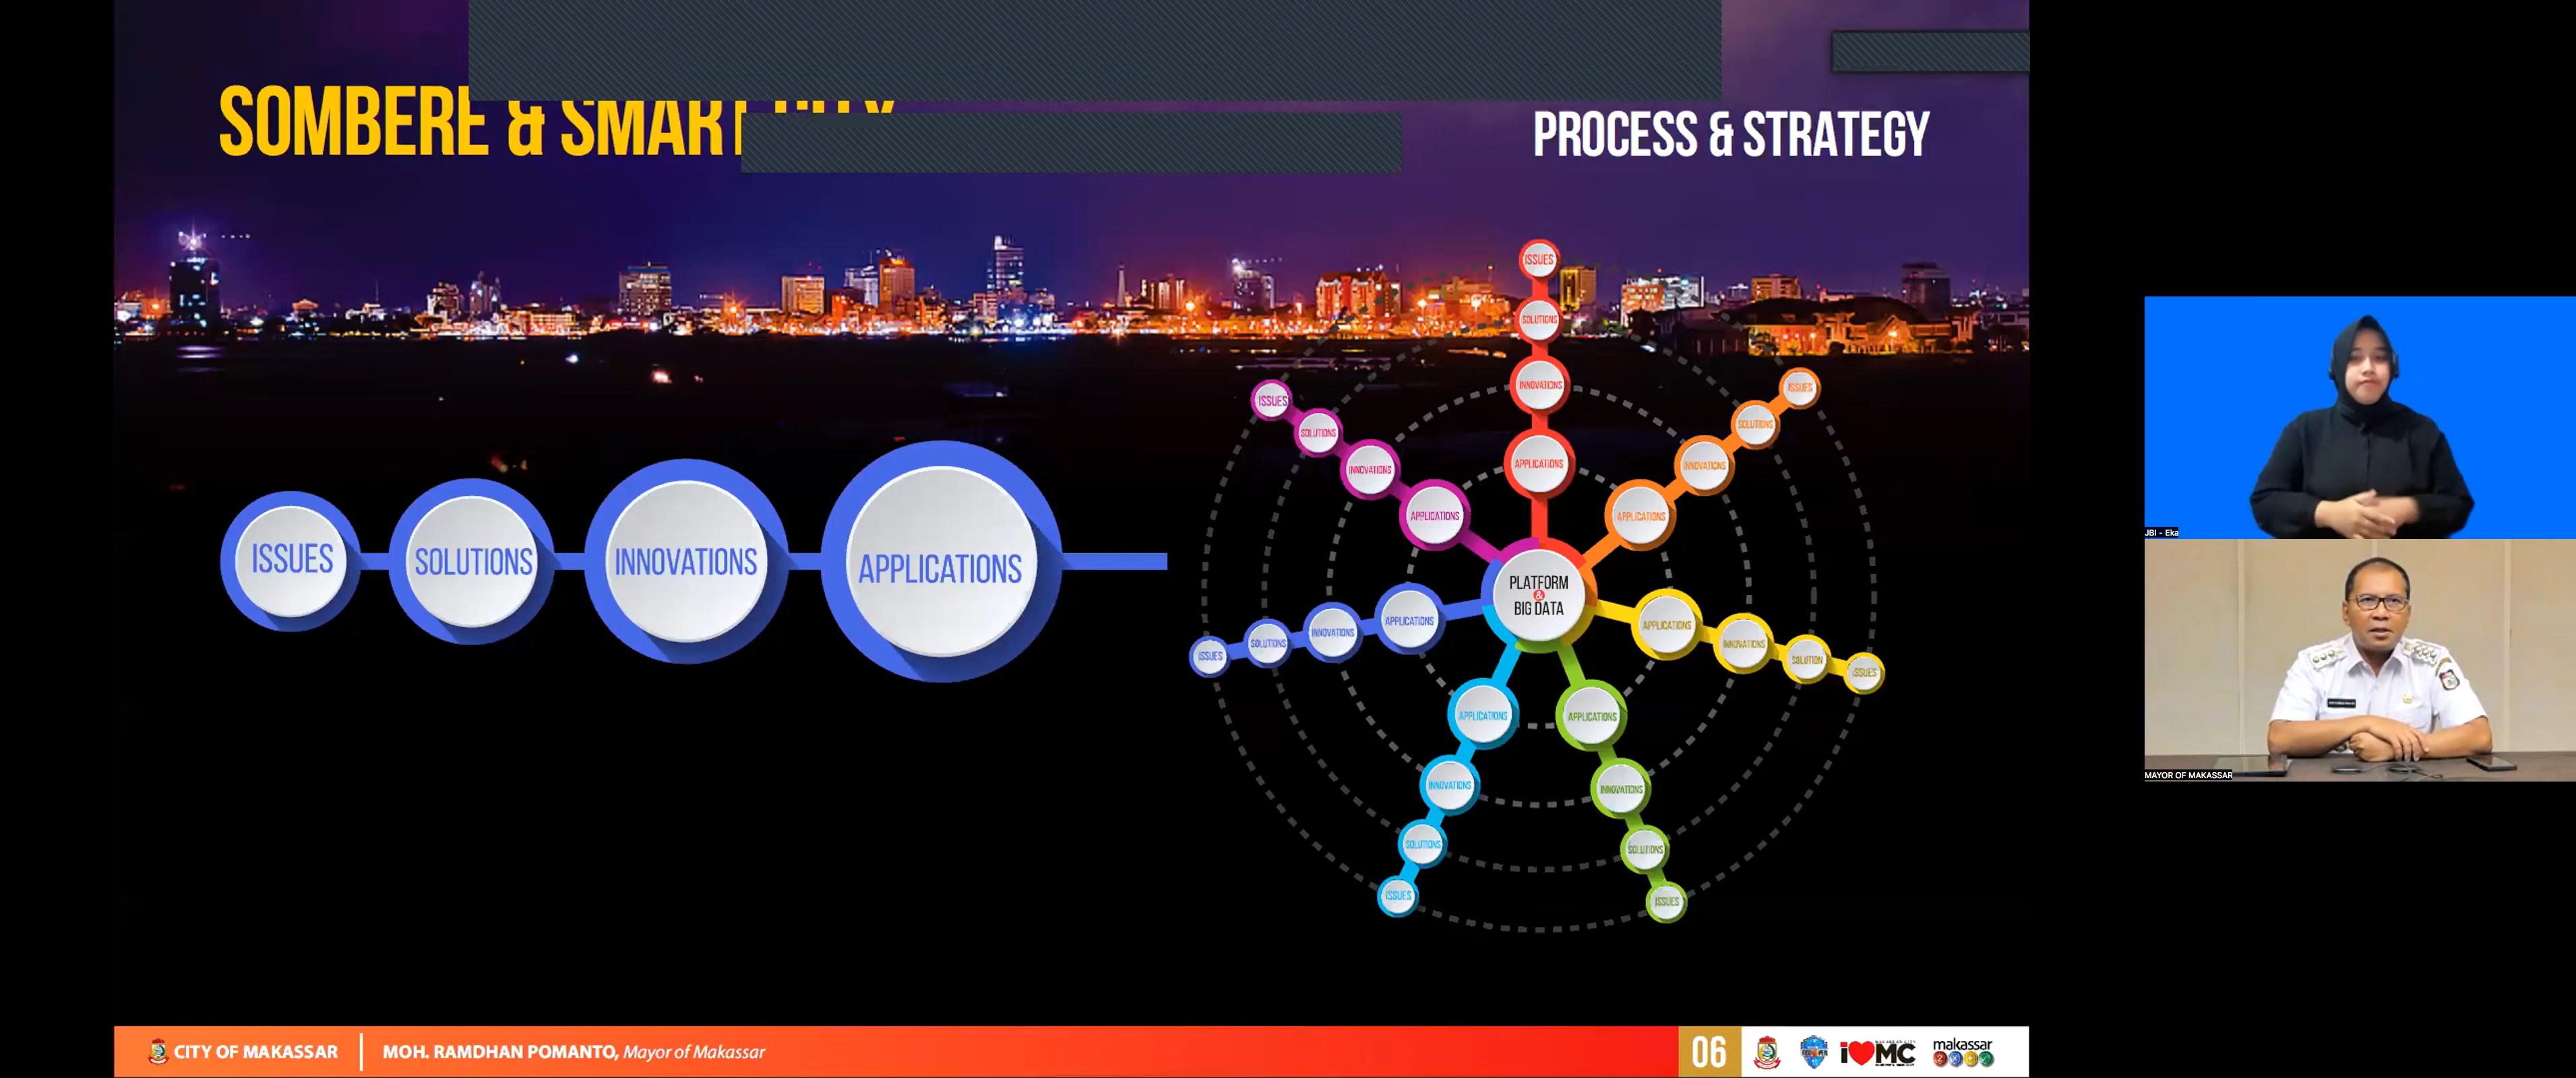 SOMBERE & SMART CITY
PROCESS & STRATEGY
ISSUES
SOLUTIONS
INNOVATIONS
APPLICATIONS
ISSUES
SOLUTIONS
INNOVATIONS
APPLICATIONS
ISSUES
SOLUTIONS
INNOVATIONS
APPLICATIONS
ISSUES
SOLUTIONS
INNOVATIONS
APPLICATIONS
PLATFORM
&
BIG DATA
APPLICATIONS
INNOVATIONS
SOLUTION
ISSUES
ISSUES
SOLUTIONS
INNOVATIONS
APPLICATIONS
APPLICATIONS
INNOVATIONS
SOLUTIONS
ISSUES
APPLICATIONS
INNOVATIONS
SOLUTIONS
ISSUES
JBI - Eka
MAYOR OF MAKASSAR
CITY OF MAKASSAR
MOH. RAMDHAN POMANTO, Mayor of Makassar
06
i MC
makassar